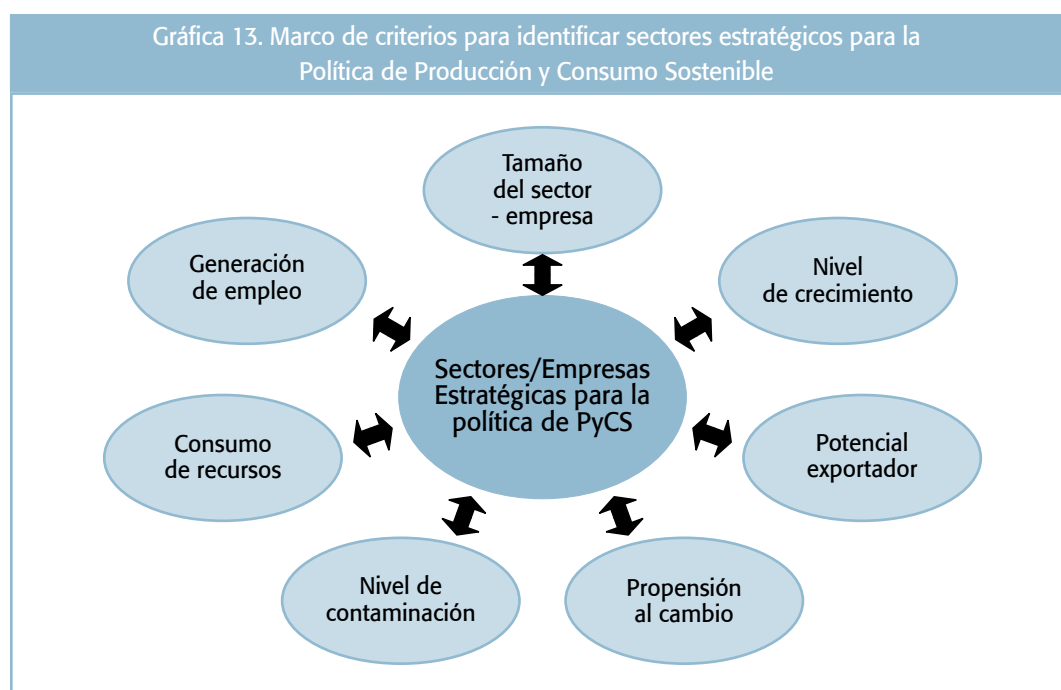 Gráfica 13. Marco de criterios para identificar sectores estratégicos para la
Política de Producción y Consumo Sostenible
Tamaño
del sector
- empresa
Generación
de empleo
Nivel
de crecimiento
Sectores/Empresas
Estratégicas para la
política de PyCS
Consumo
de recursos
Potencial
exportador
Nivel de
contaminación
Propensión
al cambio